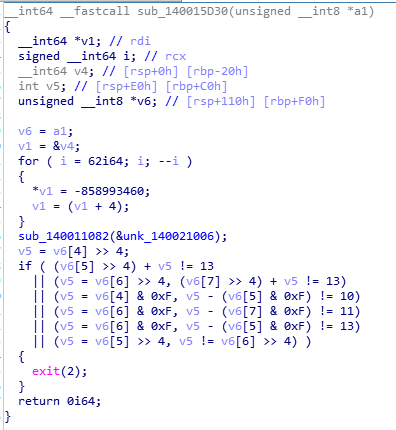 __int64 __fastcall sub_140015D30(unsigned __int8 *a1)
{
__int64 *v1; // rdi
signed __int64 i; // rcx
__int64 v4; // [rsp+0h] [rbp-20h]
int v5; // [rsp+E0h] [rbp+C0h]
unsigned __int8 *v6; // [rsp+110h] [rbp+F0h]
v6 = a1;
v1 = &v4;
for ( i = 62i64; i; --i )
{
*v1 = -858993460;
v1 = (v1 + 4);
}
sub_140011082(&unk_140021006);
v5 = v6[4] >> 4;
if ( (v6[5] >> 4) + v5 != 13
|| (v5 = v6[6] >> 4, (v6[7] >> 4) + v5 != 13)
|| (v5 = v6[4] & 0xF, v5 - (v6[5] & 0xF) != 10)
|| (v5 = v6[6] & 0xF, v5 - (v6[7] & 0xF) != 11)
|| (v5 = v6[6] & 0xF, v5 - (v6[5] & 0xF) != 13)
|| (v5 = v6[5] >> 4, v5 != v6[6] >> 4) )
{
exit(2);
}
return 0i64;
}